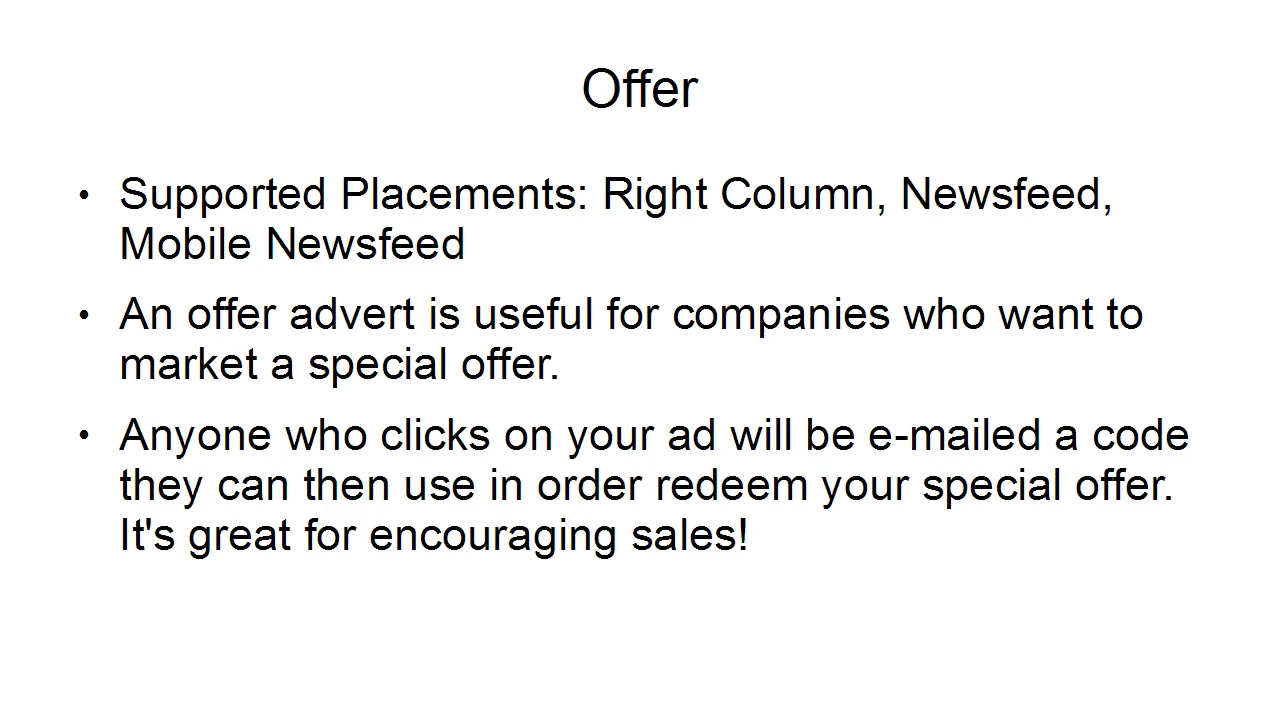 Offer
• Supported Placements: Right Column, Newsfeed,
Mobile Newsfeed
• An offer advert is useful for companies who want to
market a special offer.
• Anyone who clicks on your ad will be e-mailed a code
they can then use in order redeem your special offer.
It's great for encouraging sales!